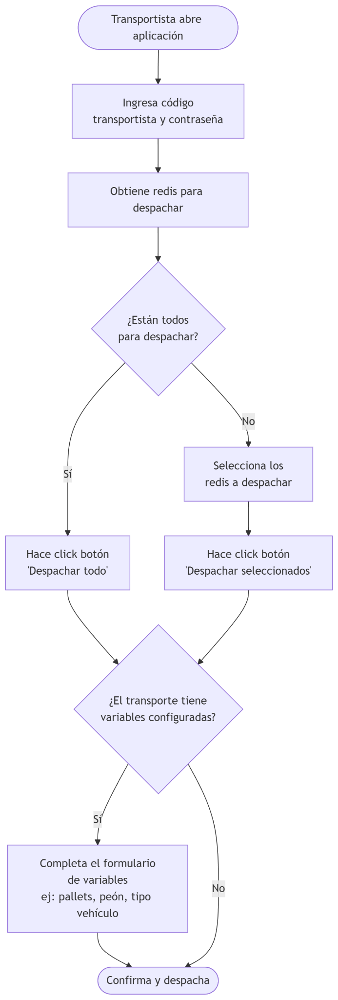 Transportista abre
aplicación
Ingresa código
transportista y contraseña
Obtiene redis para
despachar
¿Están todos
para despachar?
No
Selecciona los
redis a despachar
Sí
Hace click botón
'Despachar todo'
Hace click botón
'Despachar seleccionados'
¿El transporte tiene
variables configuradas?
Sí
Completa el formulario
de variables
ej: pallets, peón, tipo
vehículo
No
Confirma y despacha